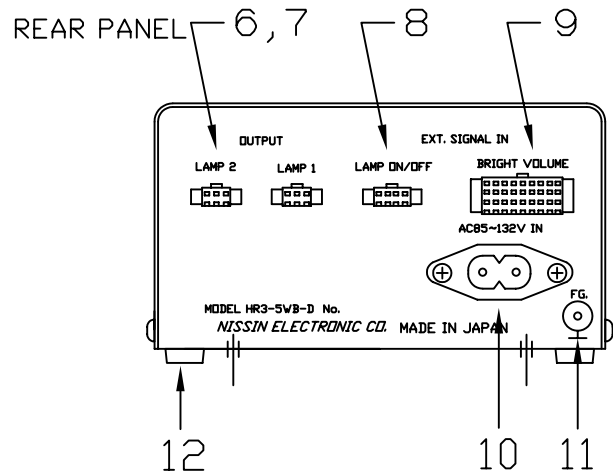 REAR PANEL 6,7 8 9
OUTPUT EXT. SIGNAL IN
LAMP 2 LAMP 1 LAMP ON/OFF BRIGHT VOLUME
AC85~132V IN
FG.
MODEL HR3-5WB-D No.
NISSIN ELECTRONIC CO. MADE IN JAPAN
12 10 11